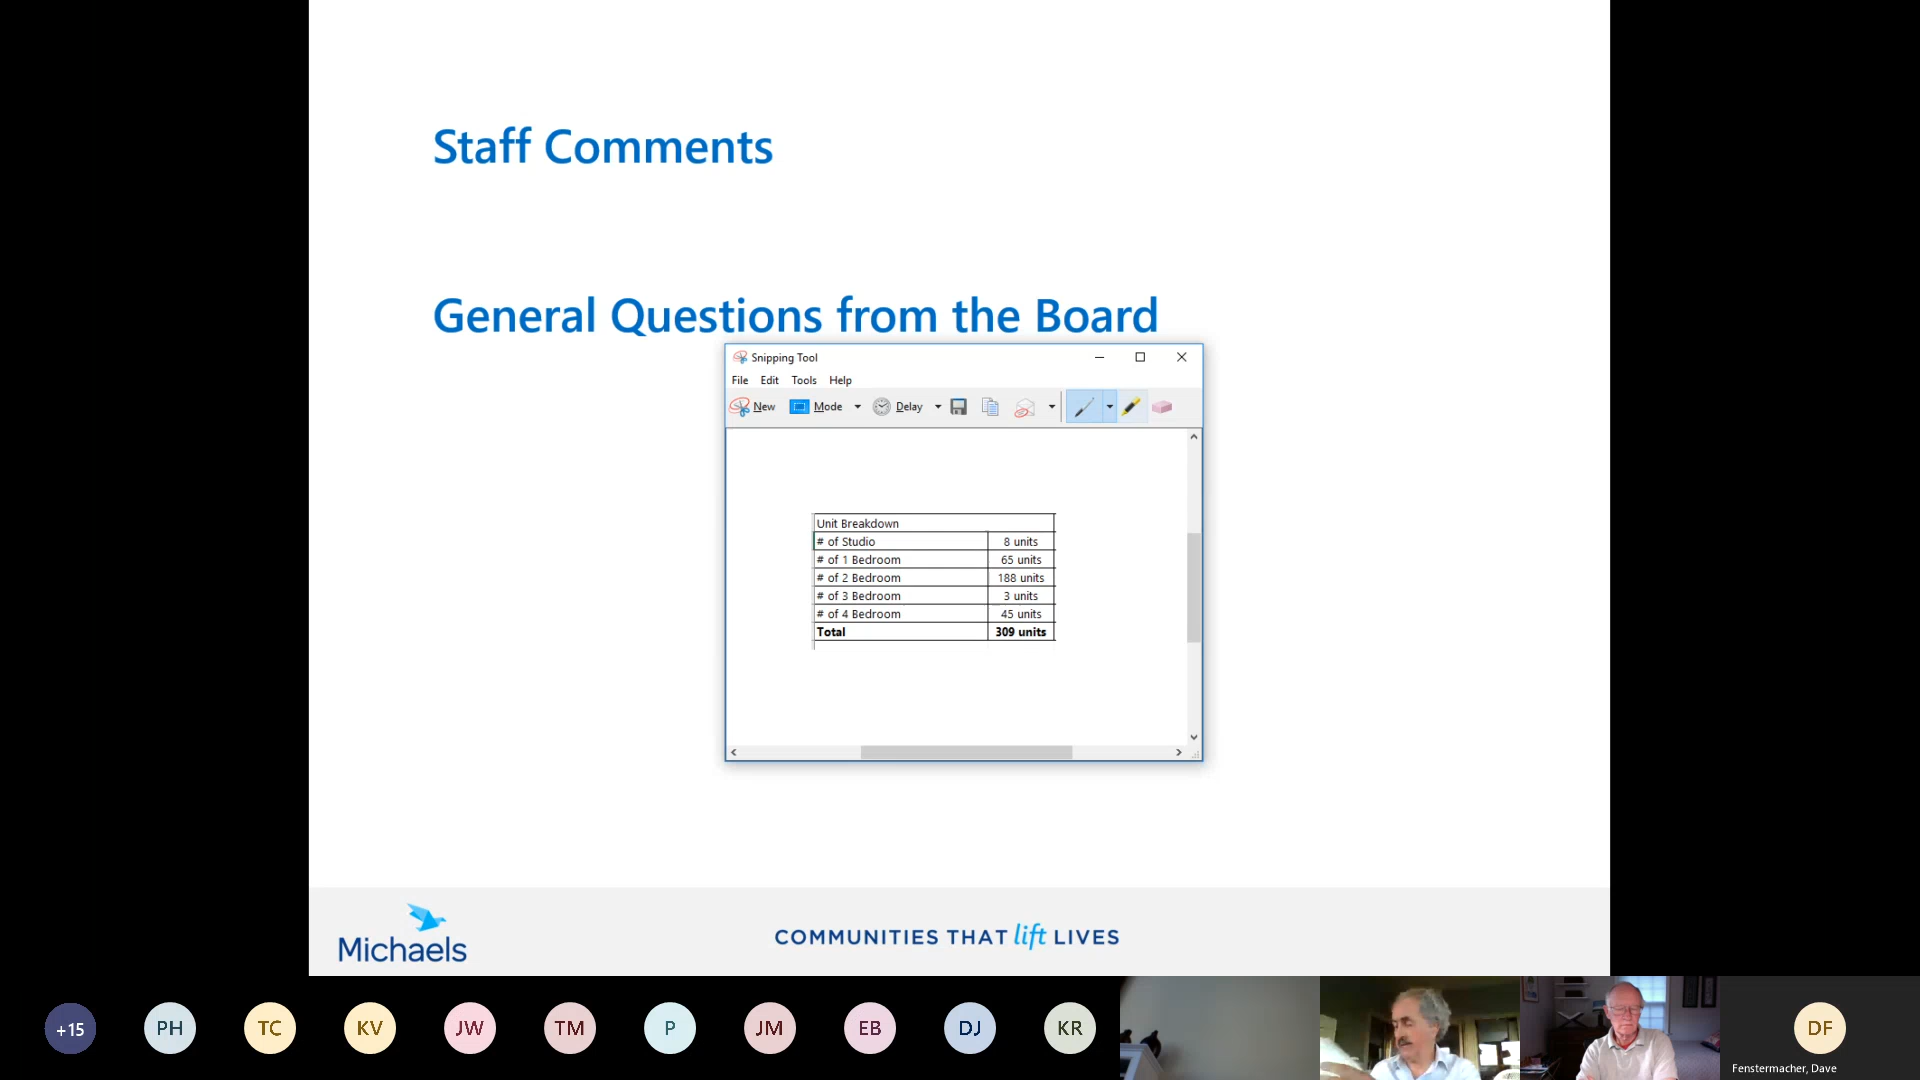 Staff Comments
General Questions from the Board
Snipping Tool
File Edit Tools Help
New Mode Delay
Unit Breakdown
# of Studio 8 units
# of 1 Bedroom 65 units
# of 2 Bedroom 188 units
# of 3 Bedroom 3 units
# of 4 Bedroom 45 units
Total 309 units
Michaels
COMMUNITIES THAT lift LIVES
+15 PH TC KV JW TM P JM EB DJ KR DF
Fenstermacher, Dave